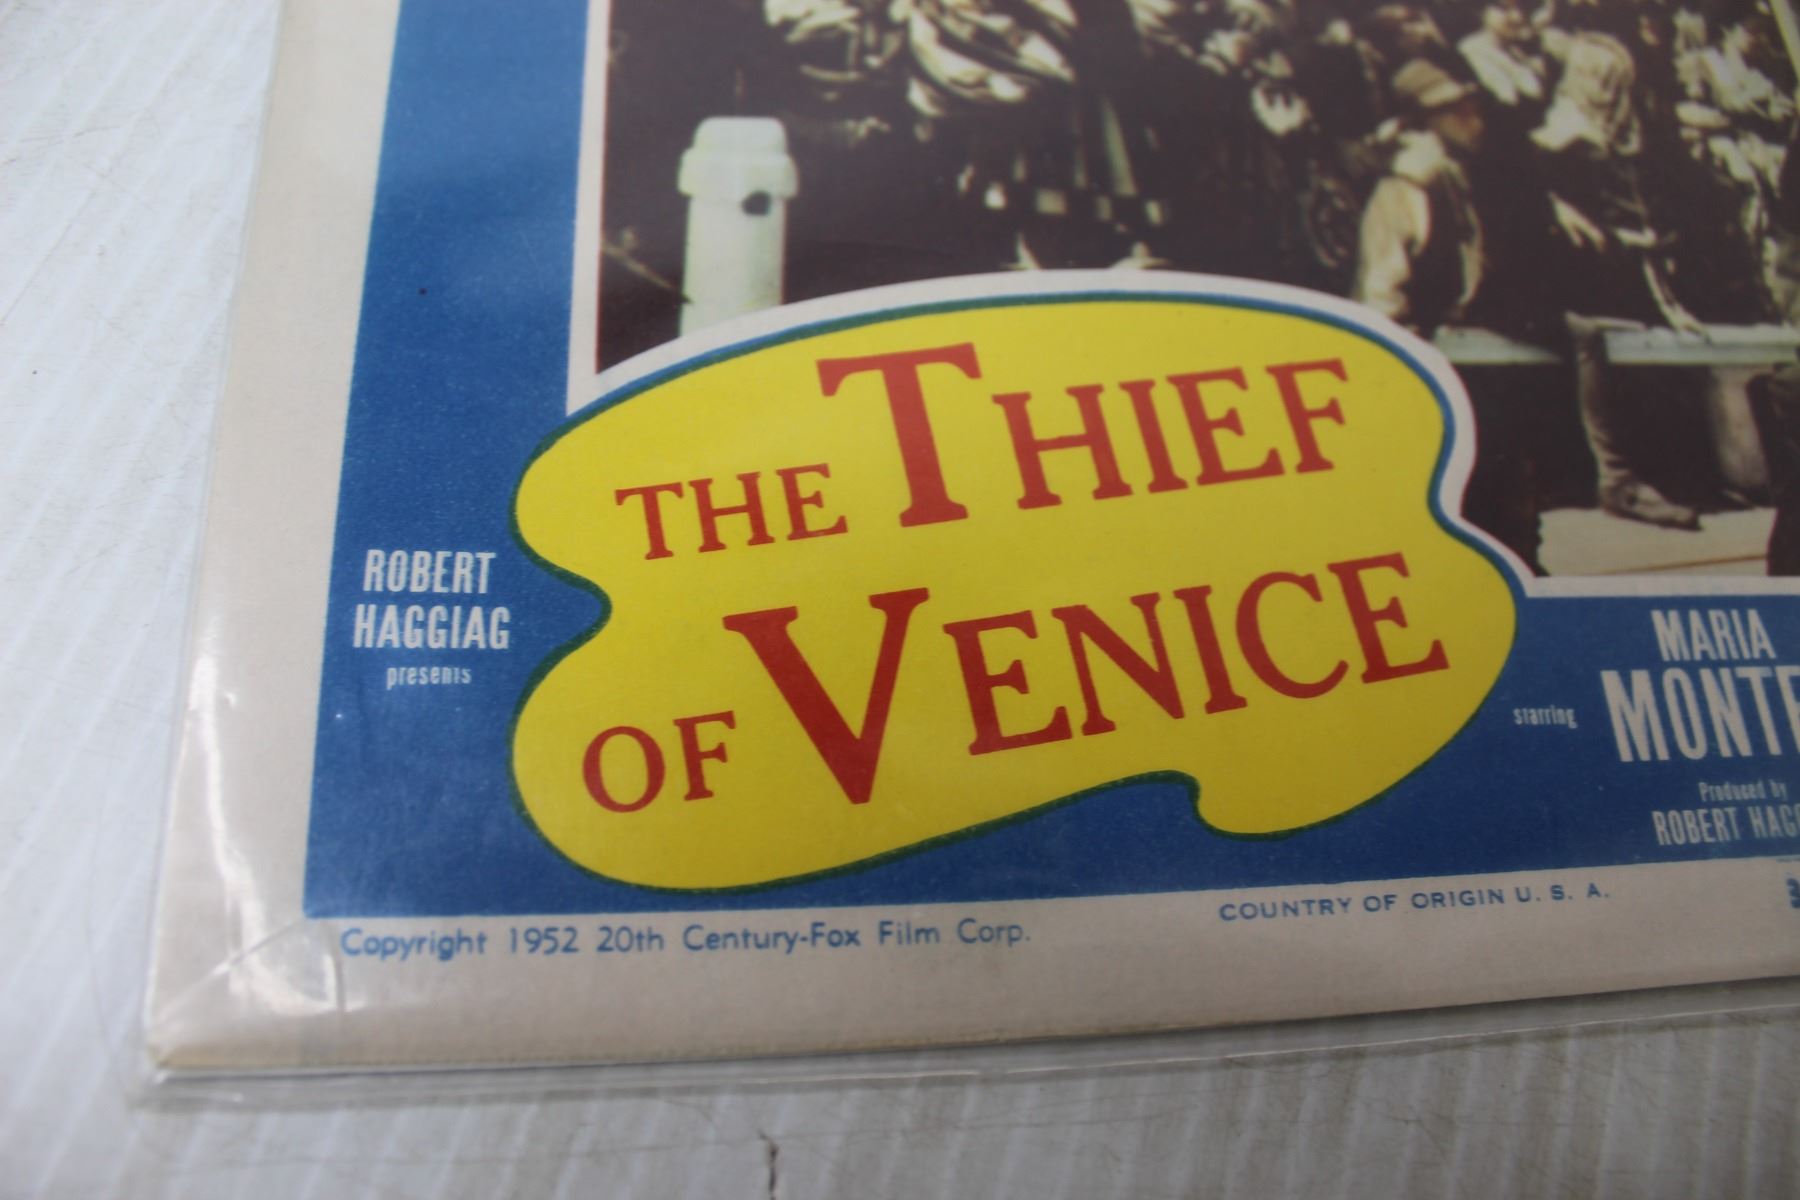 ROBERT
HAGGIAG
presents
THE THIEF
OF VENICE
starring
MARIA
Produced by
ROBERT
COUNTRY OF ORIGIN U. S. A.
Copyright 1952 20th Century-Fox Film Corp.